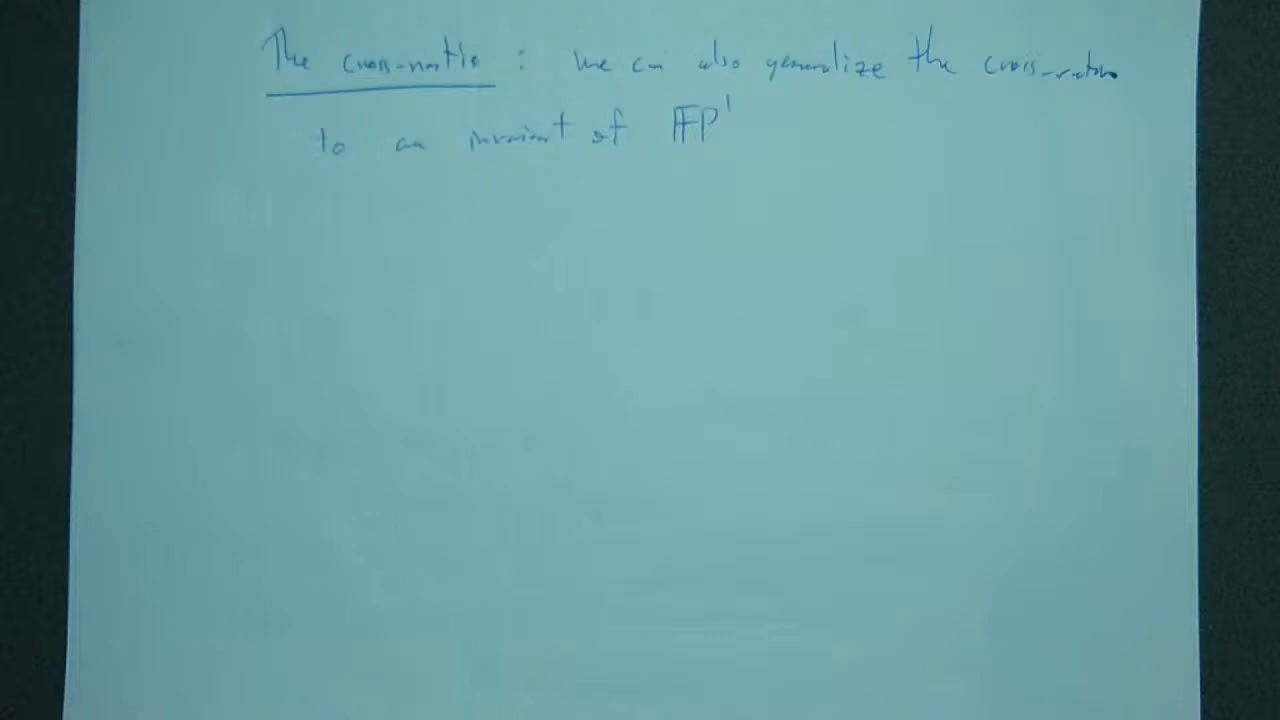 The cross-ratio : we can also generalize the cross-ratio
to an invariant of 𝔽P¹